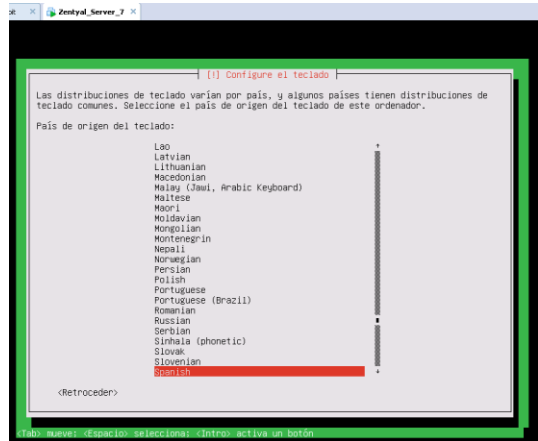 Zentyal_Server_7
[!] Configure el teclado
Las distribuciones de teclado varían por país, y algunos países tienen distribuciones de
teclado comunes. Seleccione el país de origen del teclado de este ordenador.
País de origen del teclado:
Lao
Latvian
Lithuanian
Macedonian
Malay (Jawi, Arabic Keyboard)
Maltese
Maori
Moldavian
Mongolian
Montenegrin
Nepali
Norwegian
Persian
Polish
Portuguese
Portuguese (Brazil)
Romanian
Russian
Serbian
Sinhala (phonetic)
Slovak
Slovenian
Spanish
<Retroceder>
<Tab> mueve; <Espacio> selecciona; <Intro> activa un botón